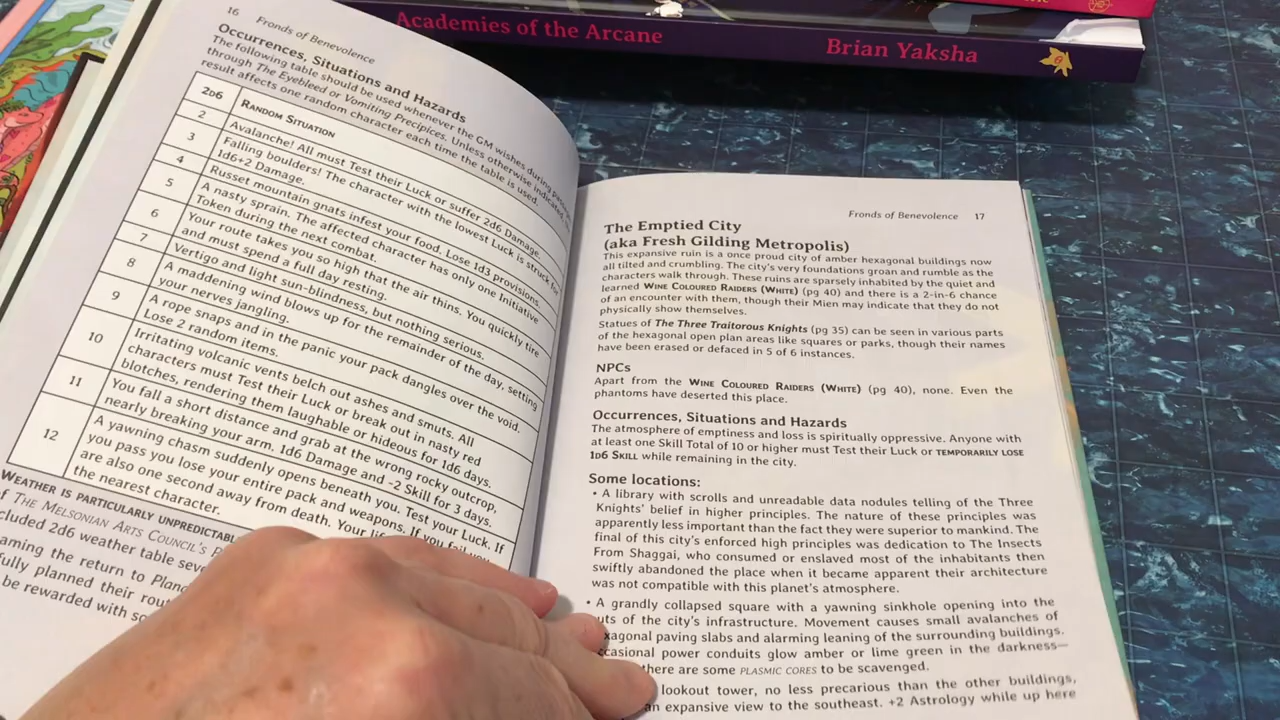 Academies of the Arcane
Brian Yaksha
16 Fronds of Benevolence
Occurrences, Situations and Hazards
The following table should be used whenever the GM wishes during
through The Eyebleed or Vomiting Precipices. Unless otherwise indicated,
result affects one random character each time the table is used.
2D6 RANDOM SITUATION
2 Avalanche! All must Test their Luck or suffer 2d6 Damage.
3 Falling boulders! The character with the lowest Luck is struck for
1d6+2 Damage.
4 Russet mountain gnats infest your food. Lose 1d3 provisions.
5 A nasty sprain. The affected character has only one Initiative
Token during the next combat.
6 Your route takes you so high that the air thins. You quickly tire
and must spend a full day resting.
7 Vertigo and light sun-blindness, but nothing serious.
8 A maddening wind blows up for the remainder of the day, setting
your nerves jangling.
9 A rope snaps and in the panic your pack dangles over the void.
Lose 2 random items.
10 Irritating volcanic vents belch out ashes and smuts. All
characters must Test their Luck or break out in nasty red
blotches, rendering them laughable or hideous for 1d6 days.
11 You fall a short distance and grab at the wrong rocky outcrop,
nearly breaking your arm. 1d6 Damage and -2 Skill for 3 days.
12 A yawning chasm suddenly opens beneath you. Test your Luck. If
you pass you lose your entire pack and weapons. If you fail you
are also one second away from death. Your
the nearest character.
WEATHER IS PARTICULARLY UNPREDICTABL
of THE MELSONIAN ARTS COUNCIL'S
cluded 2d6 weather table
aming the return to
fully planned their
be rewarded with
Fronds of Benevolence 17
The Emptied City
(aka Fresh Gilding Metropolis)
This expansive ruin is a once proud city of amber hexagonal buildings now
all tilted and crumbling. The city's very foundations groan and rumble as the
characters walk through. These ruins are sparsely inhabited by the quiet and
learned WINE COLOURED RAIDERS (WHITE) (pg 40) and there is a 2-in-6 chance
of an encounter with them, though their Mien may indicate that they do not
physically show themselves.
Statues of The Three Traitorous Knights (pg 35) can be seen in various parts
of the hexagonal open plan areas like squares or parks, though their names
have been erased or defaced in 5 of 6 instances.
NPCs
Apart from the WINE COLOURED RAIDERS (WHITE) (pg 40), none. Even the
phantoms have deserted this place.
Occurrences, Situations and Hazards
The atmosphere of emptiness and loss is spiritually oppressive. Anyone with
at least one Skill Total of 10 or higher must Test their Luck or TEMPORARILY LOSE
1D6 SKILL while remaining in the city.
Some locations:
• A library with scrolls and unreadable data nodules telling of the Three
Knights' belief in higher principles. The nature of these principles was
apparently less important than the fact they were superior to mankind. The
final of this city's enforced high principles was dedication to The Insects
From Shaggai, who consumed or enslaved most of the inhabitants then
swiftly abandoned the place when it became apparent their architecture
was not compatible with this planet's atmosphere.
• A grandly collapsed square with a yawning sinkhole opening into the
uts of the city's infrastructure. Movement causes small avalanches of
exagonal paving slabs and alarming leaning of the surrounding buildings.
ccasional power conduits glow amber or lime green in the darkness—
there are some PLASMIC CORES to be scavenged.
lookout tower, no less precarious than the other buildings,
an expansive view to the southeast. +2 Astrology while up here